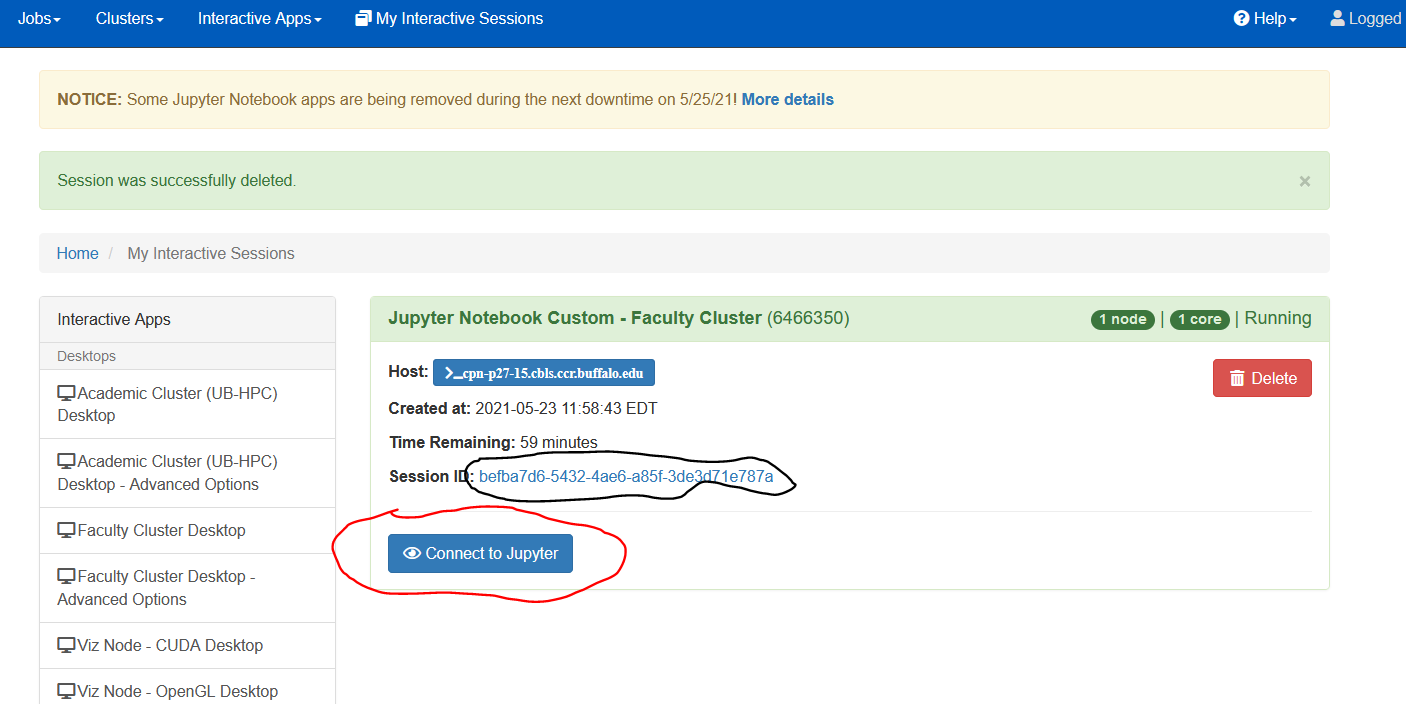 Jobs Clusters Interactive Apps My Interactive Sessions Help Logged
NOTICE: Some Jupyter Notebook apps are being removed during the next downtime on 5/25/21! More details
Session was successfully deleted. ×
Home / My Interactive Sessions
Interactive Apps
Desktops
Academic Cluster (UB-HPC)
Desktop
Academic Cluster (UB-HPC)
Desktop - Advanced Options
Faculty Cluster Desktop
Faculty Cluster Desktop -
Advanced Options
Viz Node - CUDA Desktop
Viz Node - OpenGL Desktop
Jupyter Notebook Custom - Faculty Cluster (6466350) 1 node | 1 core | Running
Host: >_cpn-p27-15.cbls.ccr.buffalo.edu Delete
Created at: 2021-05-23 11:58:43 EDT
Time Remaining: 59 minutes
Session ID: befba7d6-5432-4ae6-a85f-3de3d71e787a
Connect to Jupyter